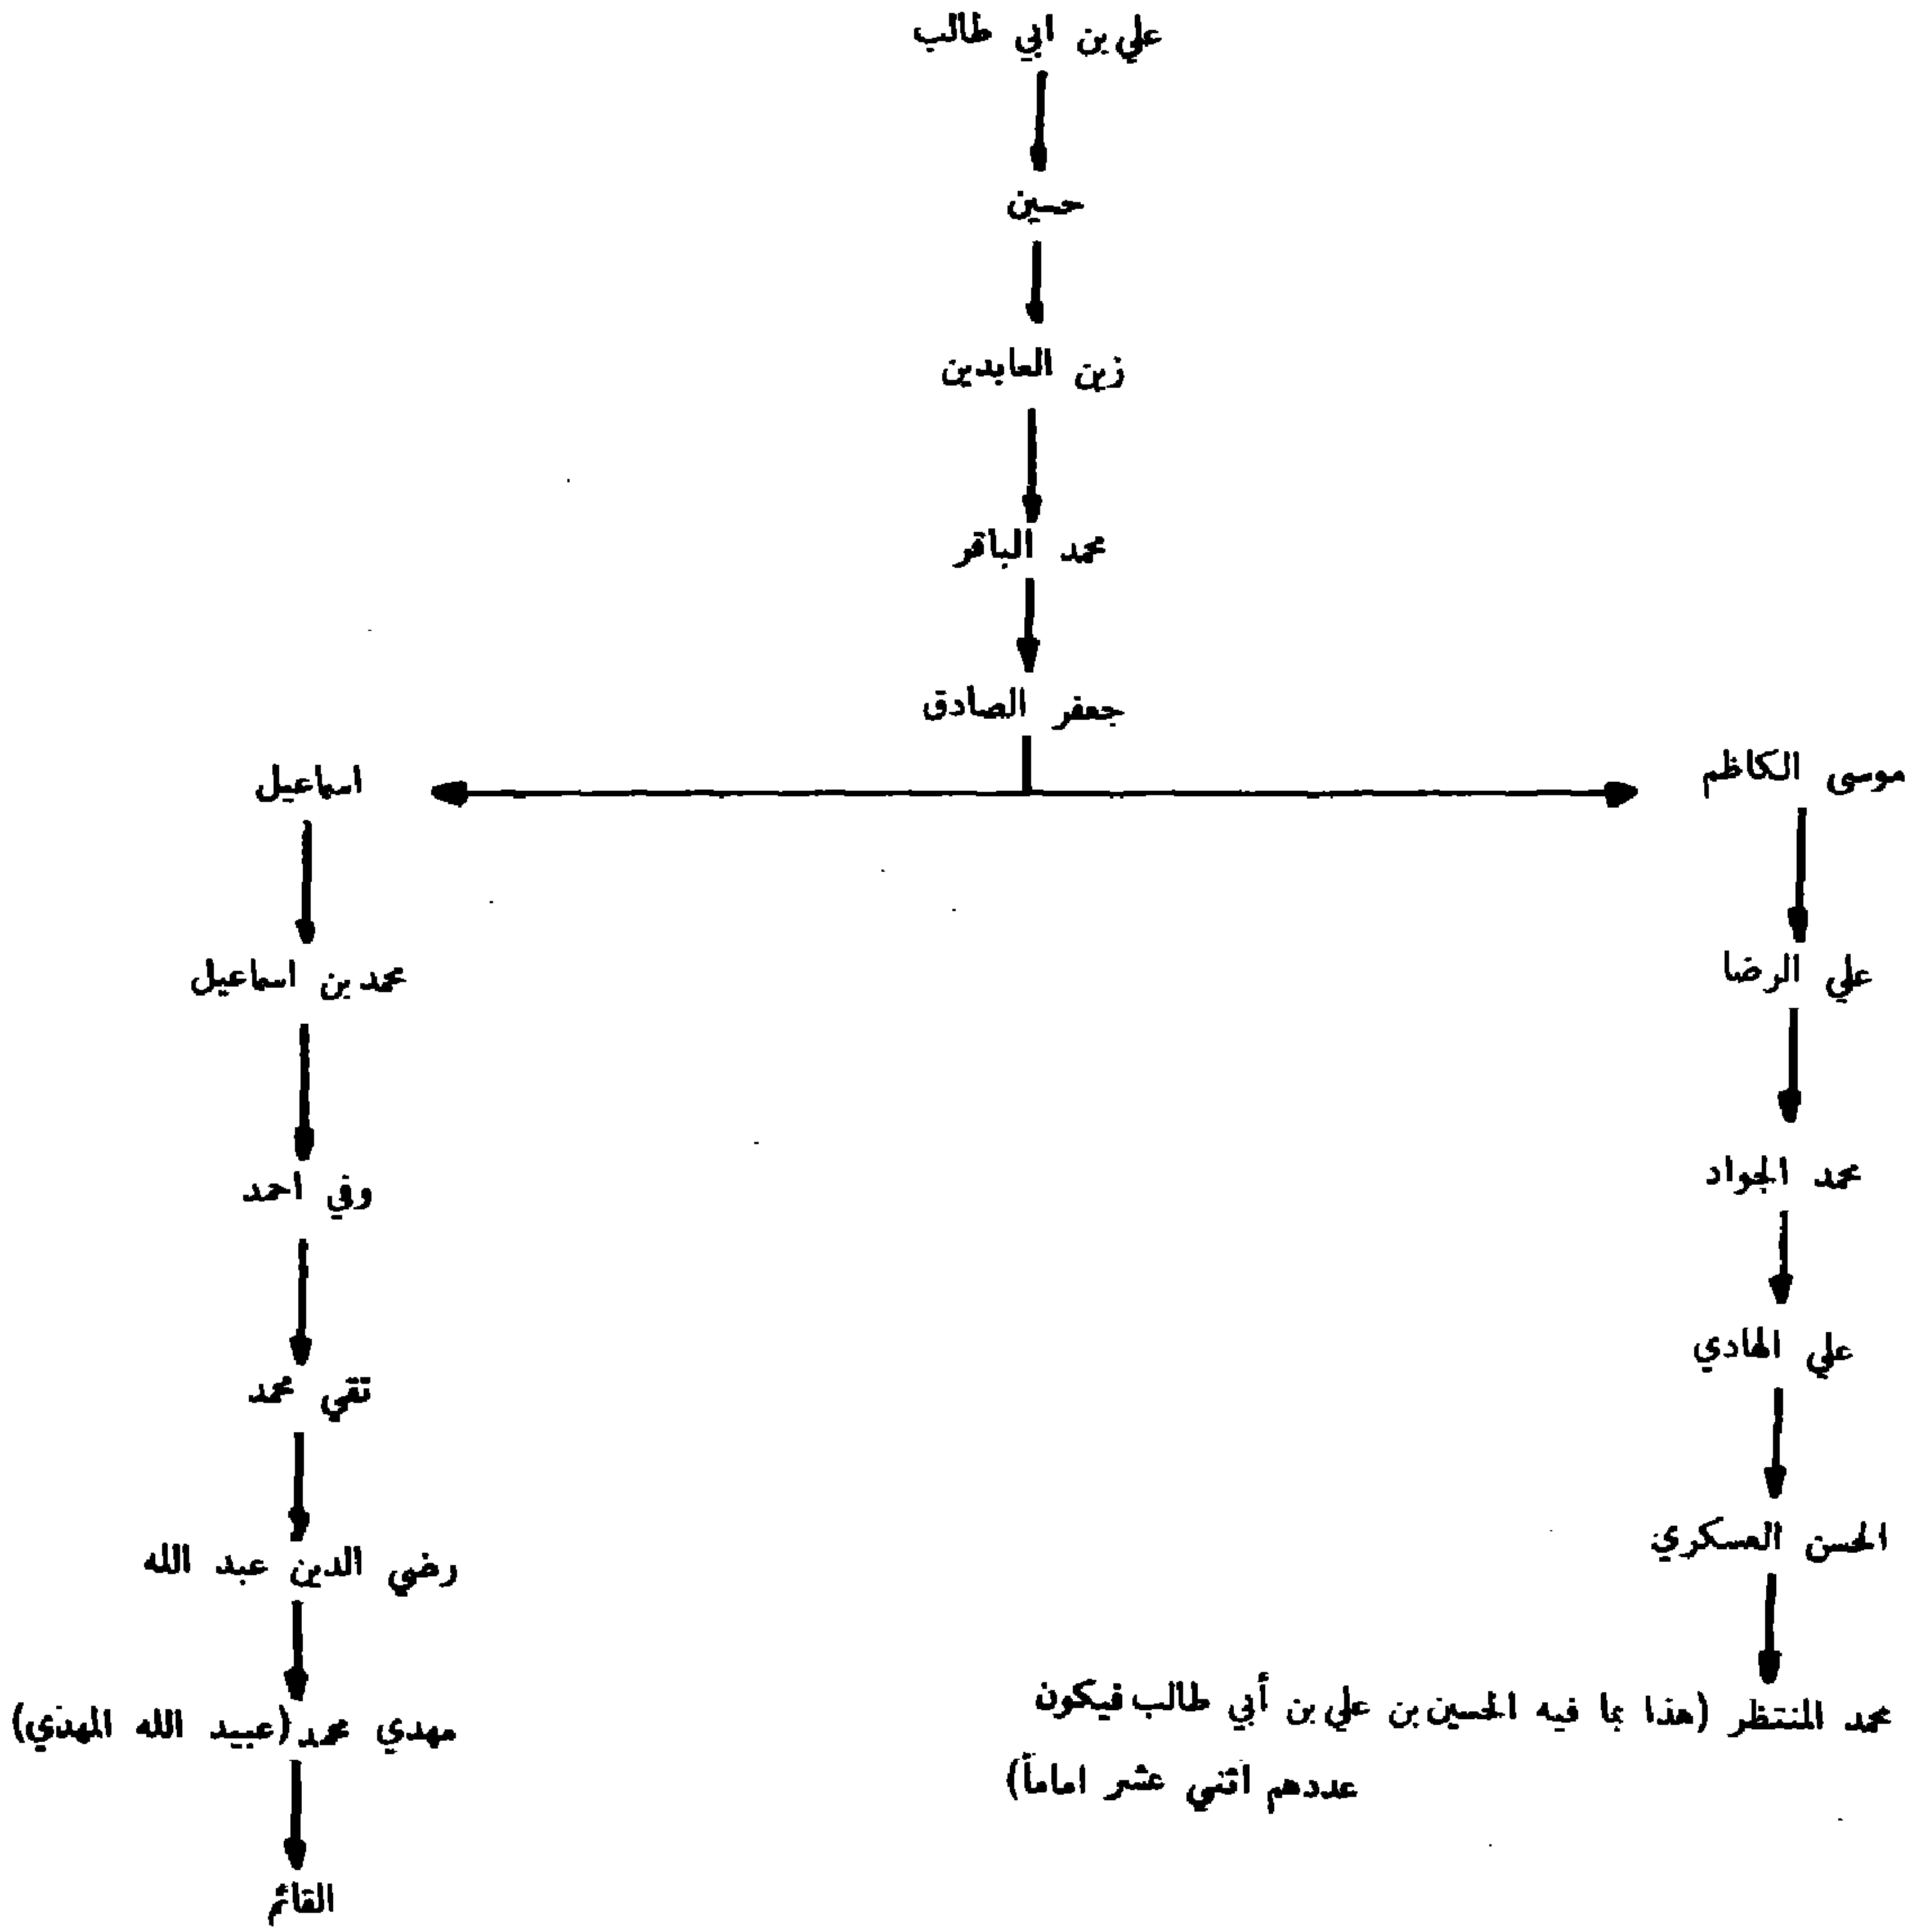 علي بن ابي طالب
حسين
زين العابدين
محمد الباقر
جعفر الصادق
موسى الكاظم
علي الرضا
محمد الجواد
علي الهادي
الحسن العسكري
محمد المنتظر (هذا بما فيه الحسين بن علي بن أبي طالب فيكون
عددهم اثني عشر اماماً)
اسماعيل
محمد بن اسماعيل
وفي احمد
تقي محمد
رضي الدين عبد الله
مهدي محمد (عبيد الله المهدي)
القائم